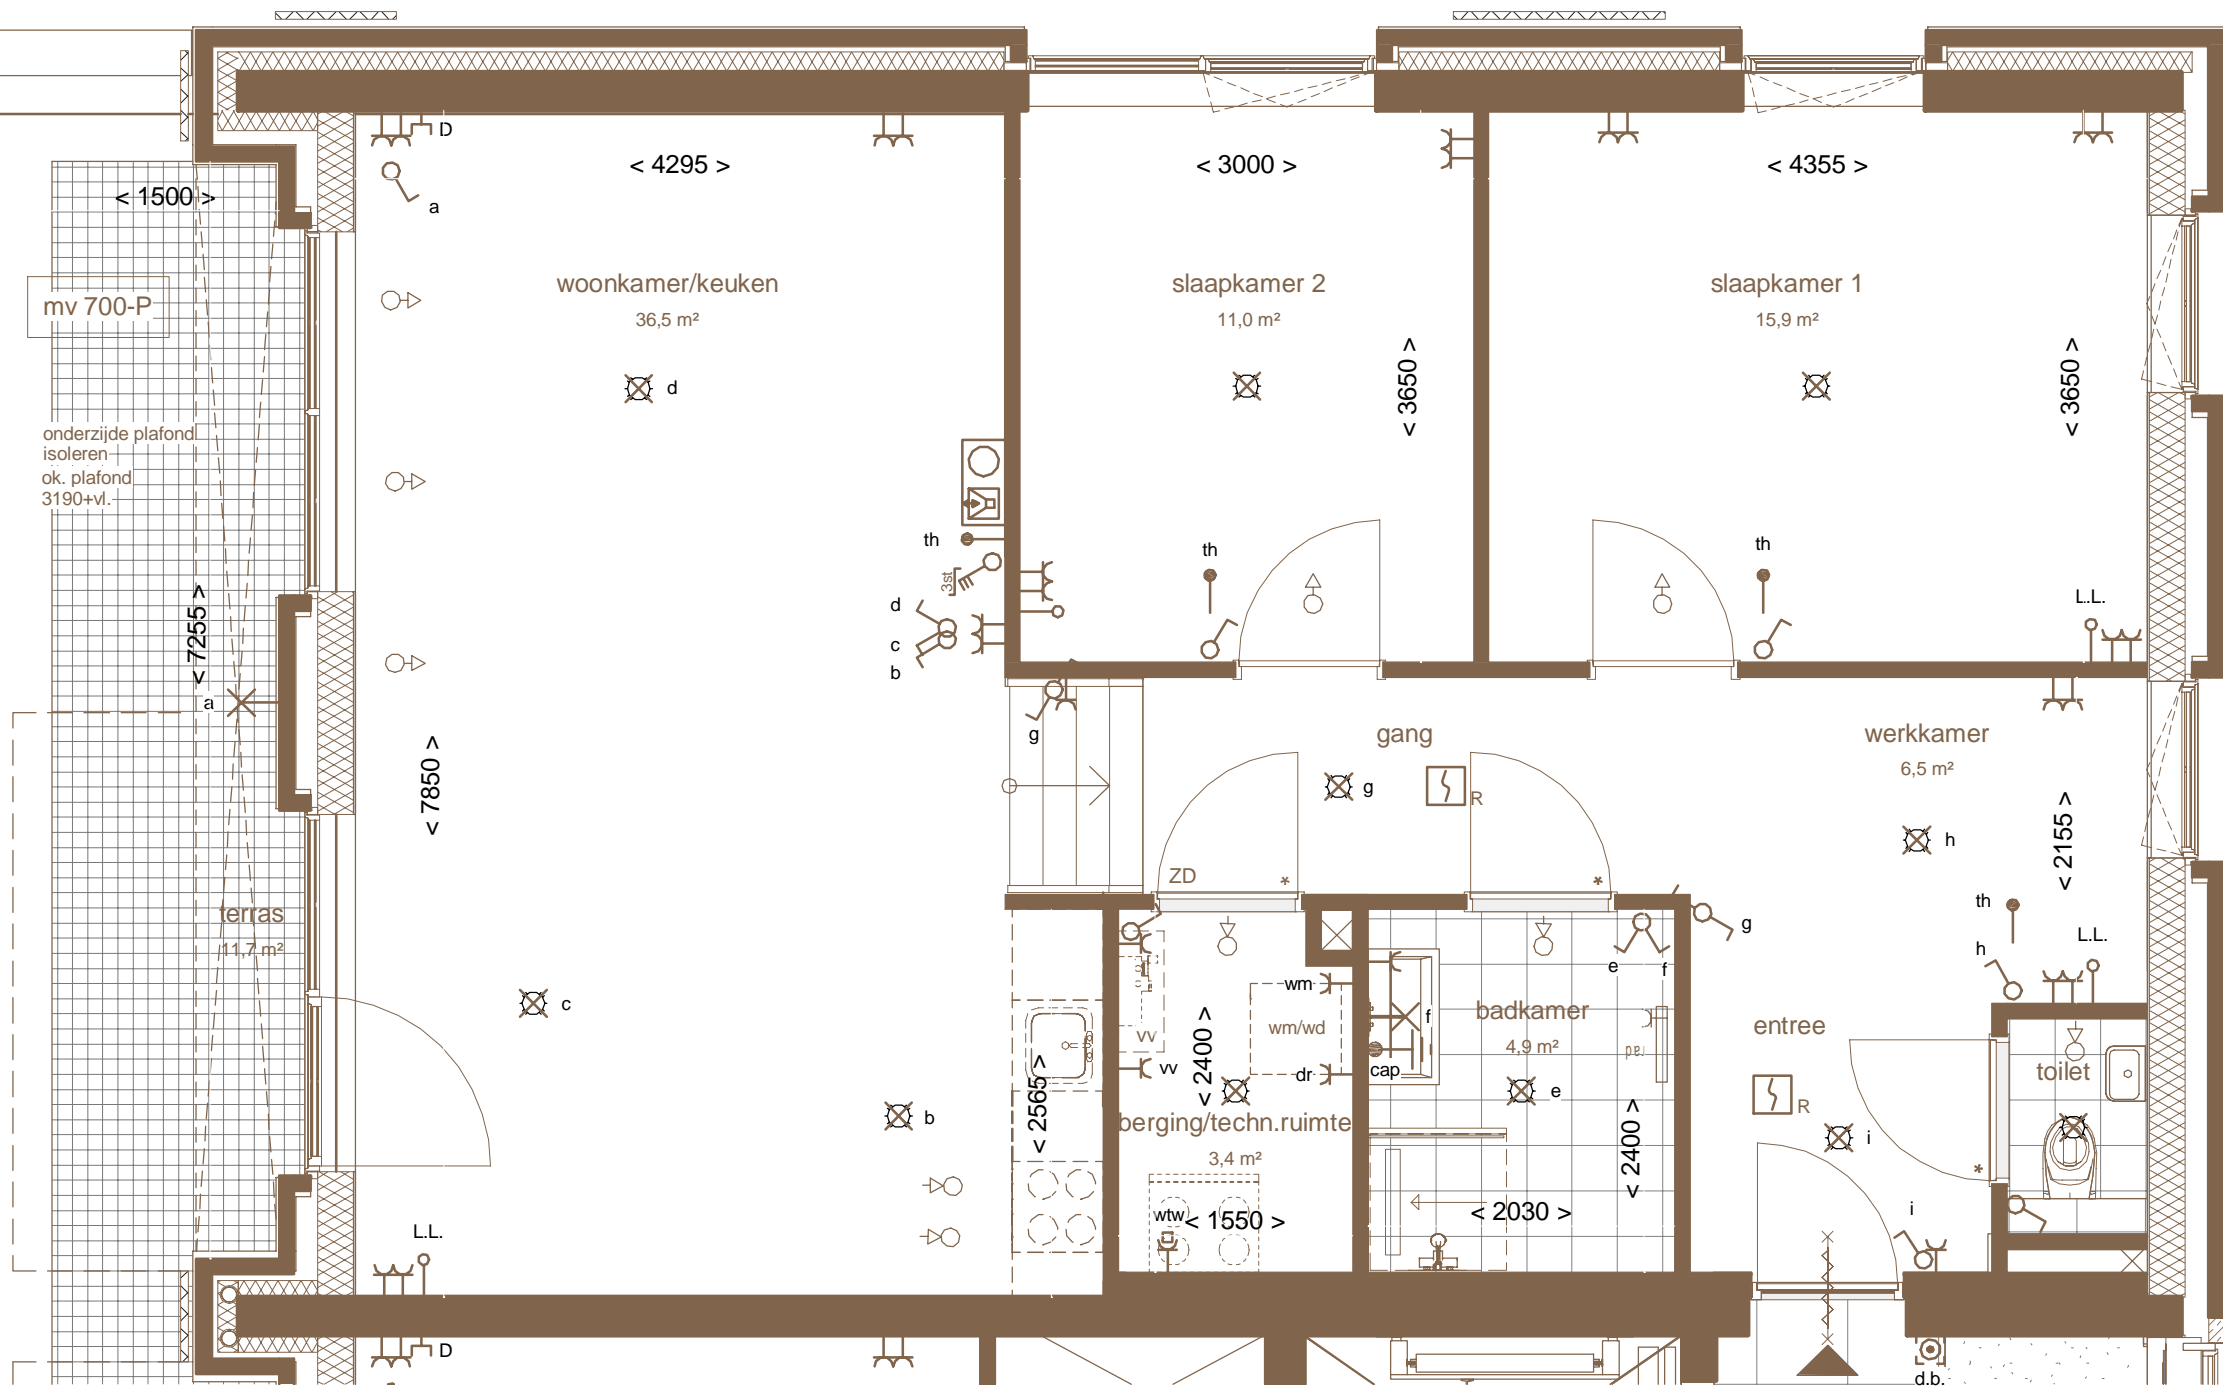 D
< 4295 >
< 3000 >
< 4355 >
a
< 1500 >
woonkamer/keuken
36,5 m²
slaapkamer 2
11,0 m²
slaapkamer 1
15,9 m²
mv 700-P
d
< 3650 >
< 3650 >
onderzijde plafond
isoleren
ok. plafond
3190+vl.
th
th
th
3st
d
c
b
L.L.
< 7255 >
a
g
gang
werkkamer
6,5 m²
< 7850 >
g
R
h
< 2155 >
ZD
*
*
terras
11,7 m²
th
g
h
L.L.
e
f
wm
c
vv
wm/wd
f
badkamer
4,9 m²
entree
rad
< 2565 >
vv
< 2400 >
dr
cap
toilet
b
e
R
berging/techn.ruimte
3,4 m²
< 2400 >
i
*
wtw
< 1550 >
< 2030 >
i
L.L.
D
d.b.